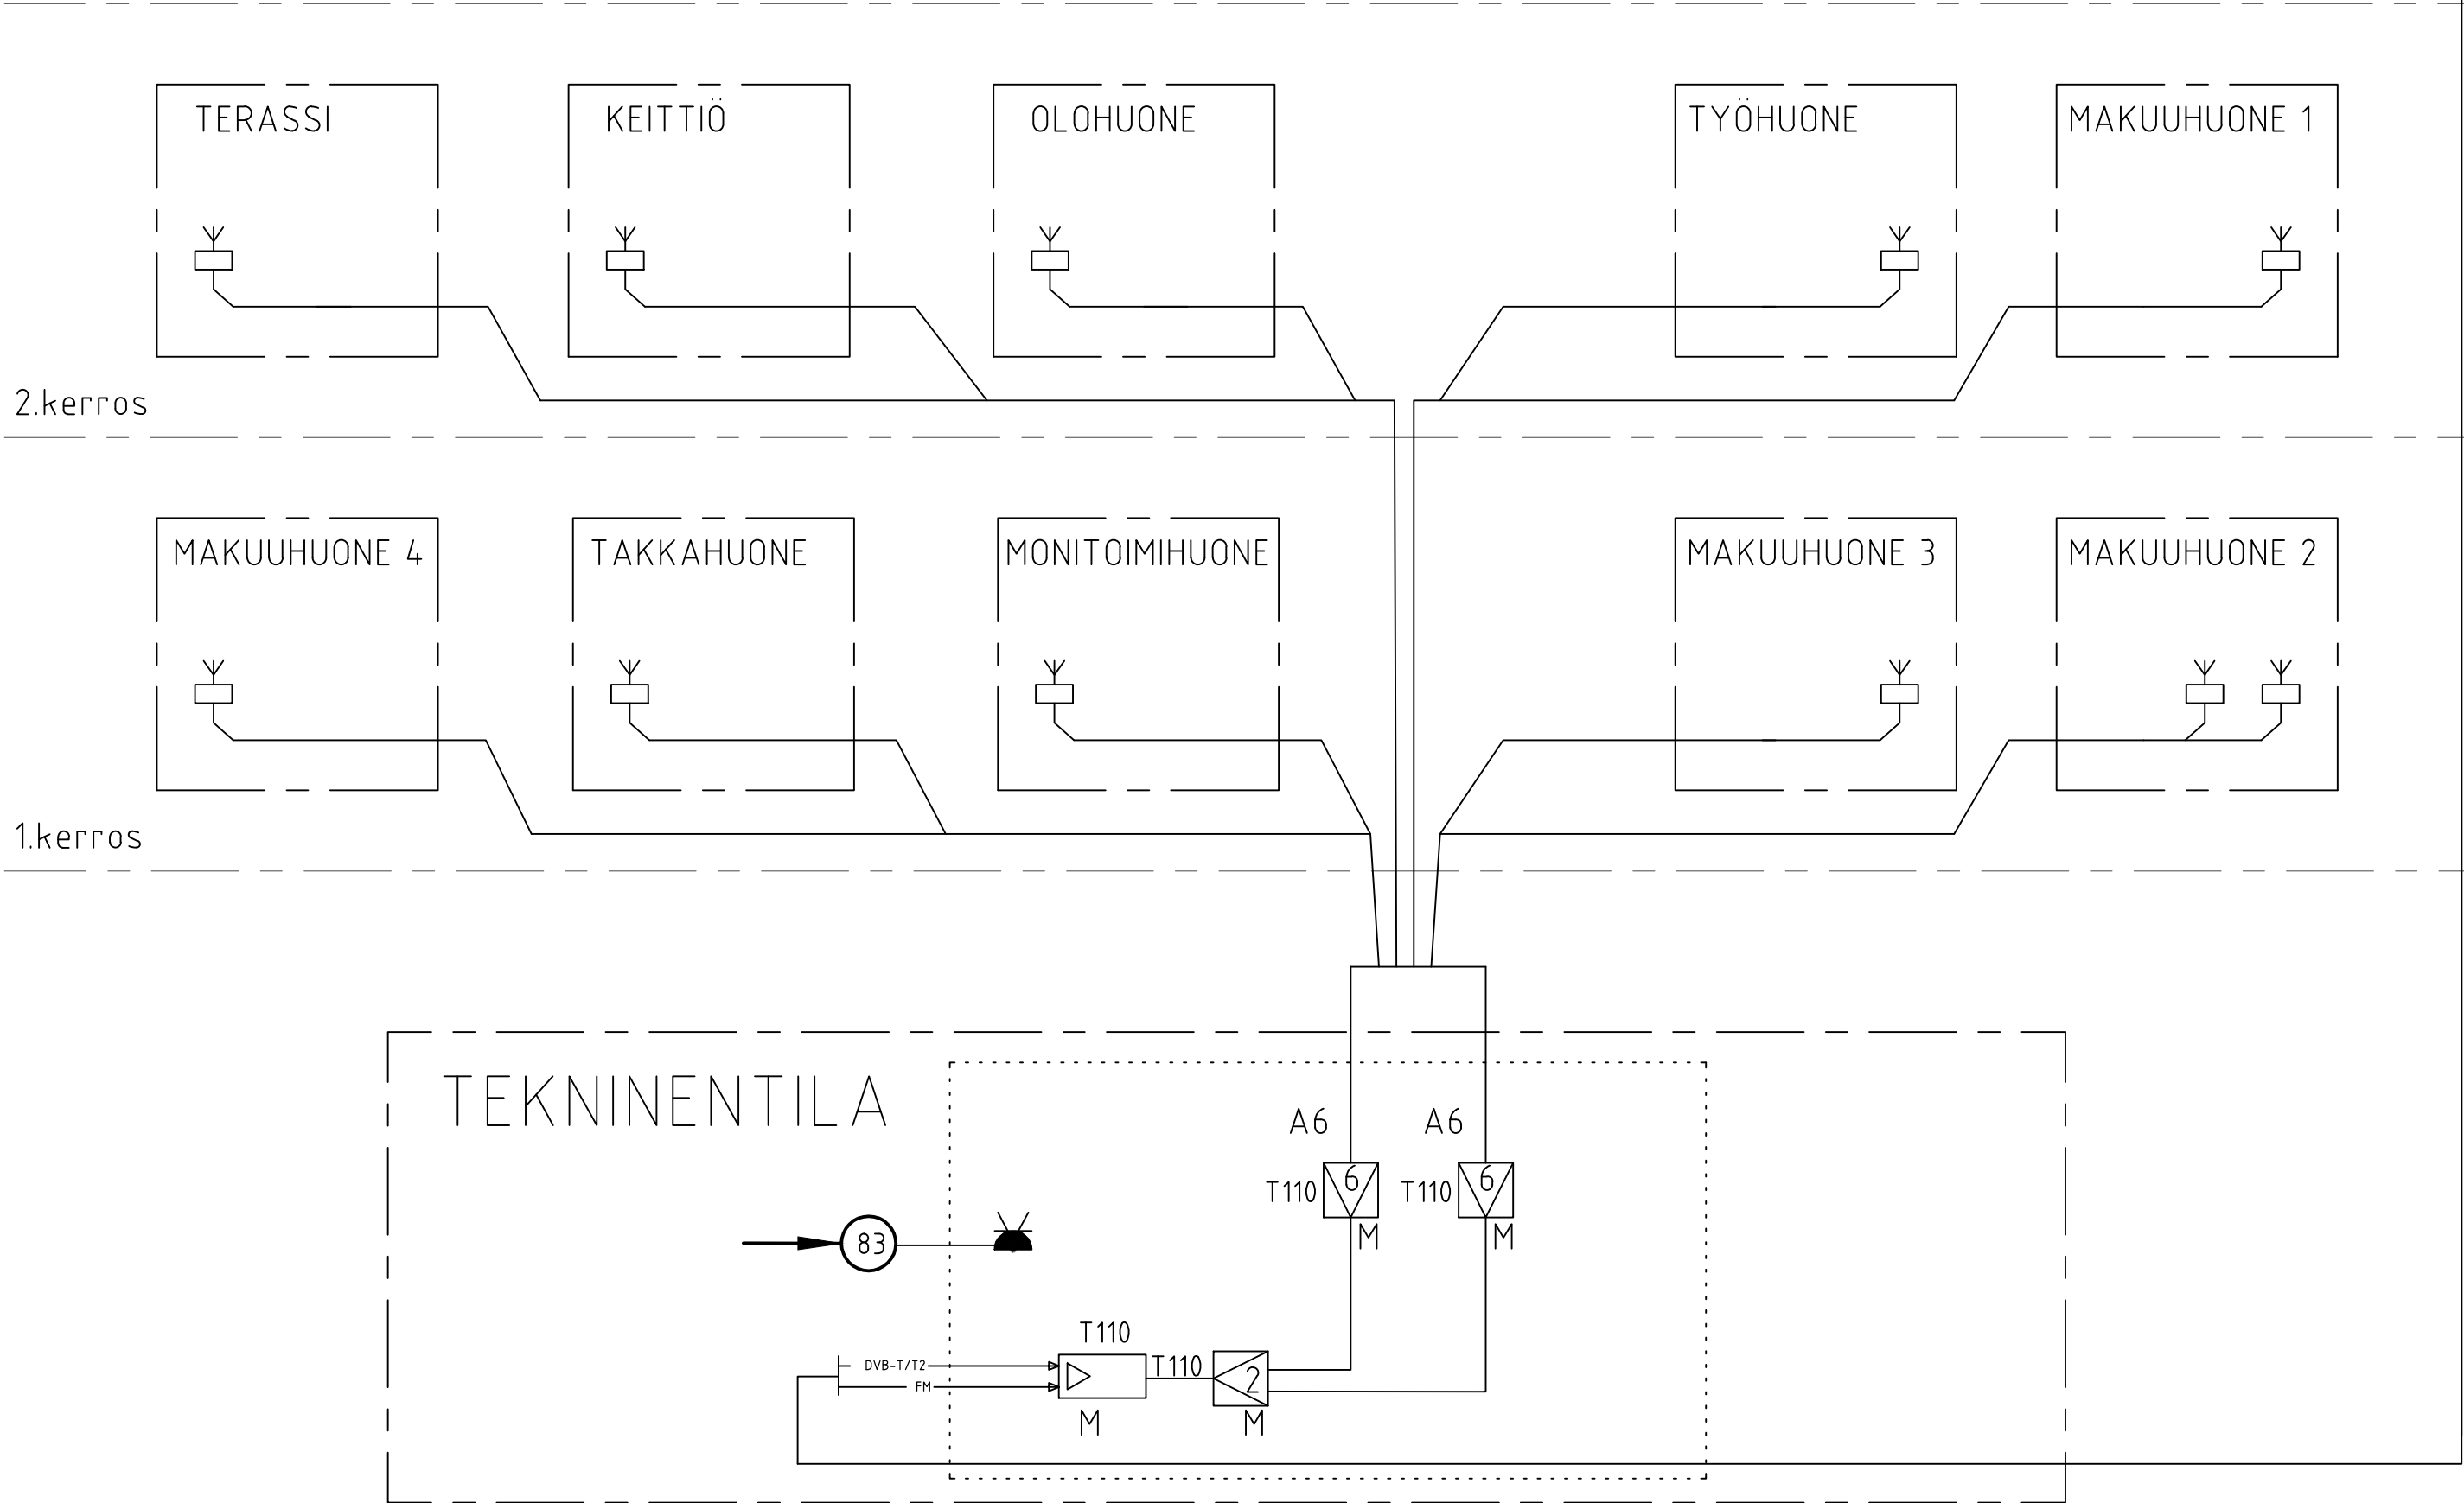 TERASSI
KEITTIÖ
OLOHUONE
TYÖHUONE
MAKUUHUONE 1
2.kerros
MAKUUHUONE 4
TAKKAHUONE
MONITOIMIHUONE
MAKUUHUONE 3
MAKUUHUONE 2
1.kerros
TEKNINENTILA
A6
A6
T110
6
T110
6
M
M
83
T110
DVB-T/T2
FM
T110
2
M
M